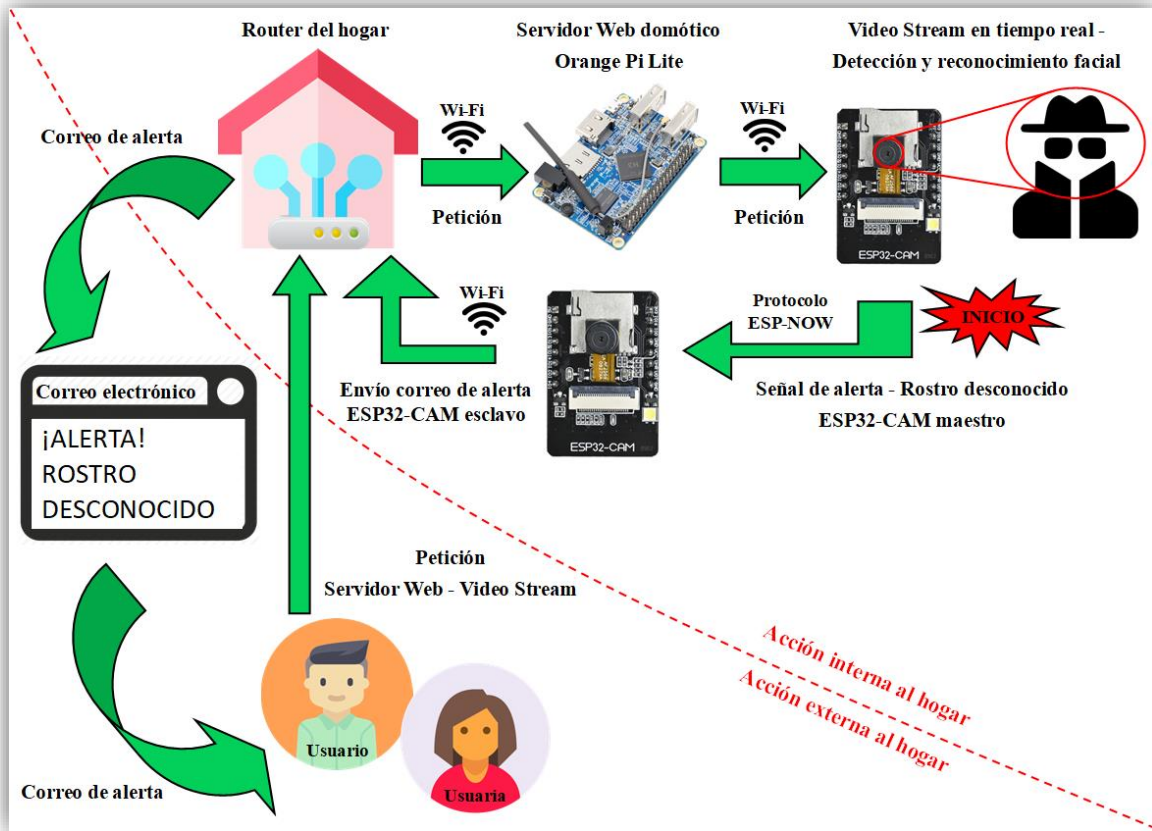 Router del hogar
Servidor Web domótico
Orange Pi Lite
Video Stream en tiempo real -
Detección y reconocimiento facial
Correo de alerta
Wi-Fi
Petición
Wi-Fi
Petición
ESP32-CAM
Wi-Fi
Envío correo de alerta
ESP32-CAM esclavo
ESP32-CAM
Protocolo
ESP-NOW
INICIO
Señal de alerta - Rostro desconocido
ESP32-CAM maestro
Correo electrónico
¡ALERTA!
ROSTRO
DESCONOCIDO
Petición
Servidor Web - Video Stream
Acción interna al hogar
Acción externa al hogar
Usuario
Usuaria
Correo de alerta